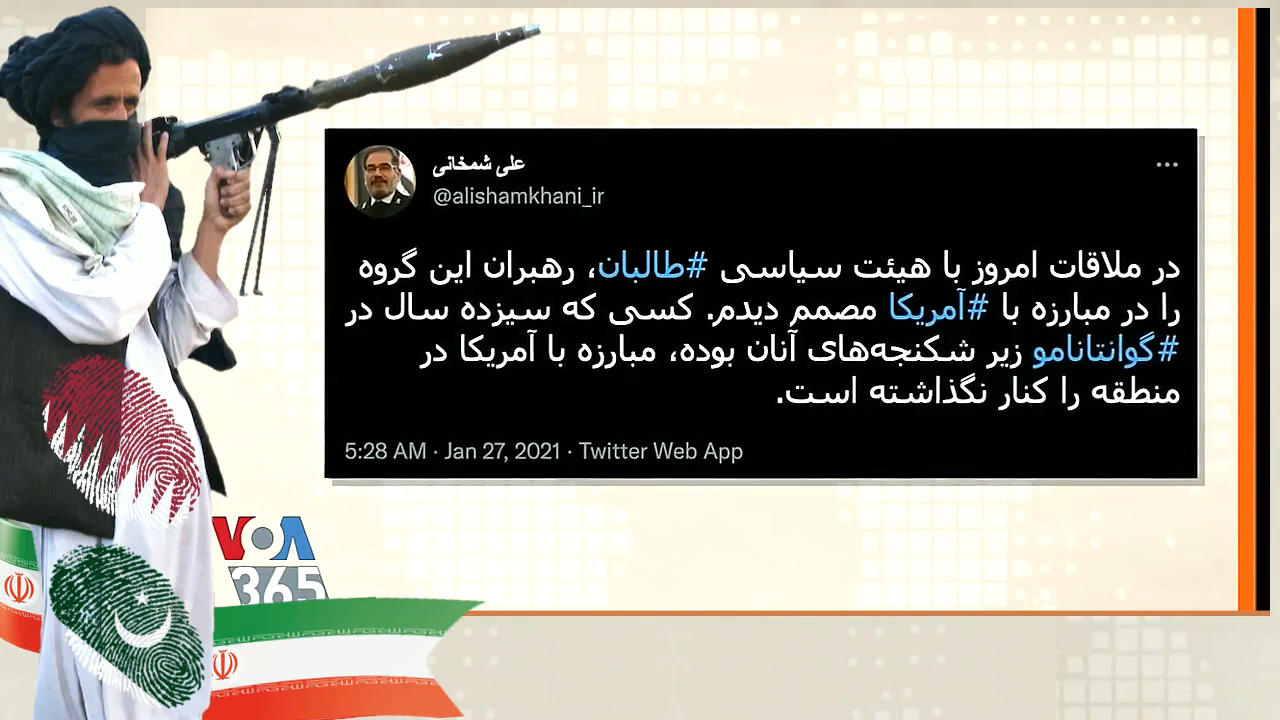 علی شمخانی
@alishamkhani_ir
در ملاقات امروز با هیئت سیاسی #طالبان، رهبران این گروه
را در مبارزه با #آمریکا مصمم دیدم. کسی که سیزده سال در
#گوانتانامو زیر شکنجه‌های آنان بوده، مبارزه با آمریکا در
منطقه را کنار نگذاشته است.
5:28 AM · Jan 27, 2021 · Twitter Web App
VOA
365